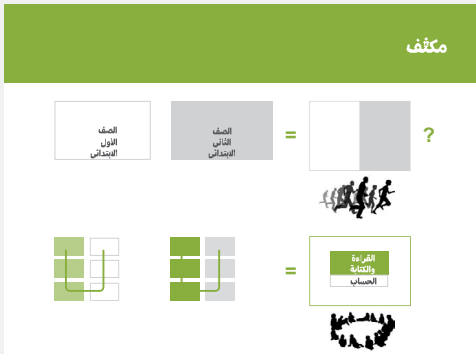 مكثف
الصف
الأول
الابتدائي
الصف
الثاني
الابتدائي
=
?
القراءة
والكتابة
الحساب
=